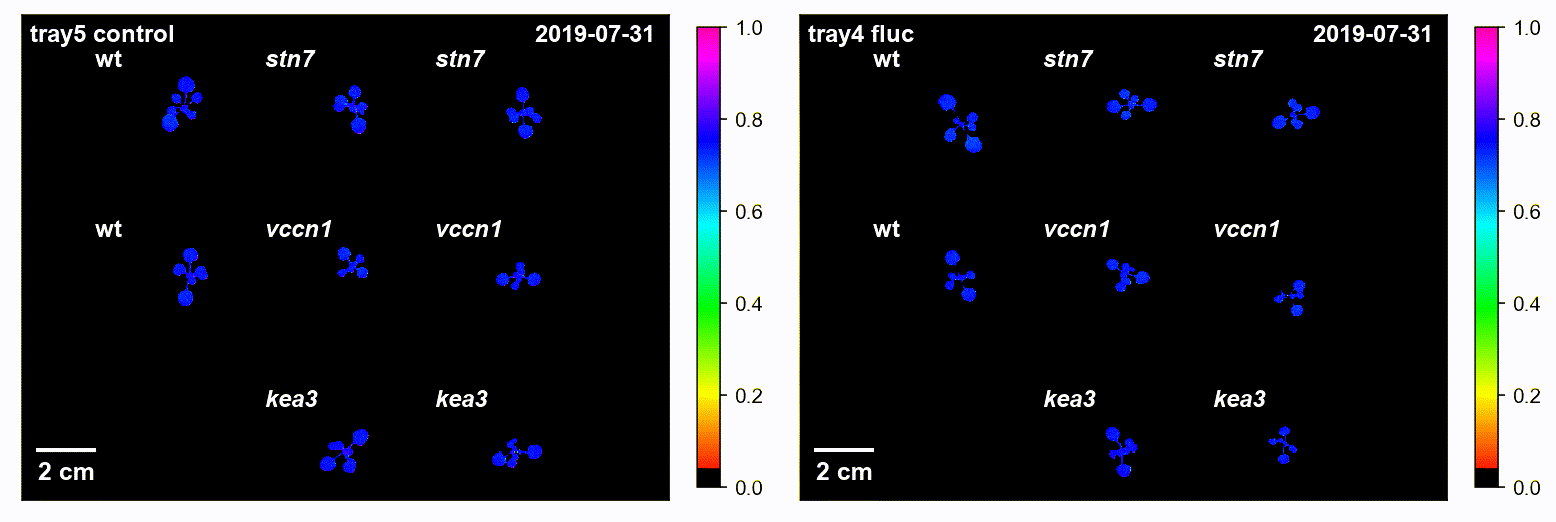 tray5 control 2019-07-31
wt stn7 stn7
wt vccn1 vccn1
kea3 kea3
2 cm
1.0
0.8
0.6
0.4
0.2
0.0
tray4 fluc 2019-07-31
wt stn7 stn7
wt vccn1 vccn1
kea3 kea3
2 cm
1.0
0.8
0.6
0.4
0.2
0.0